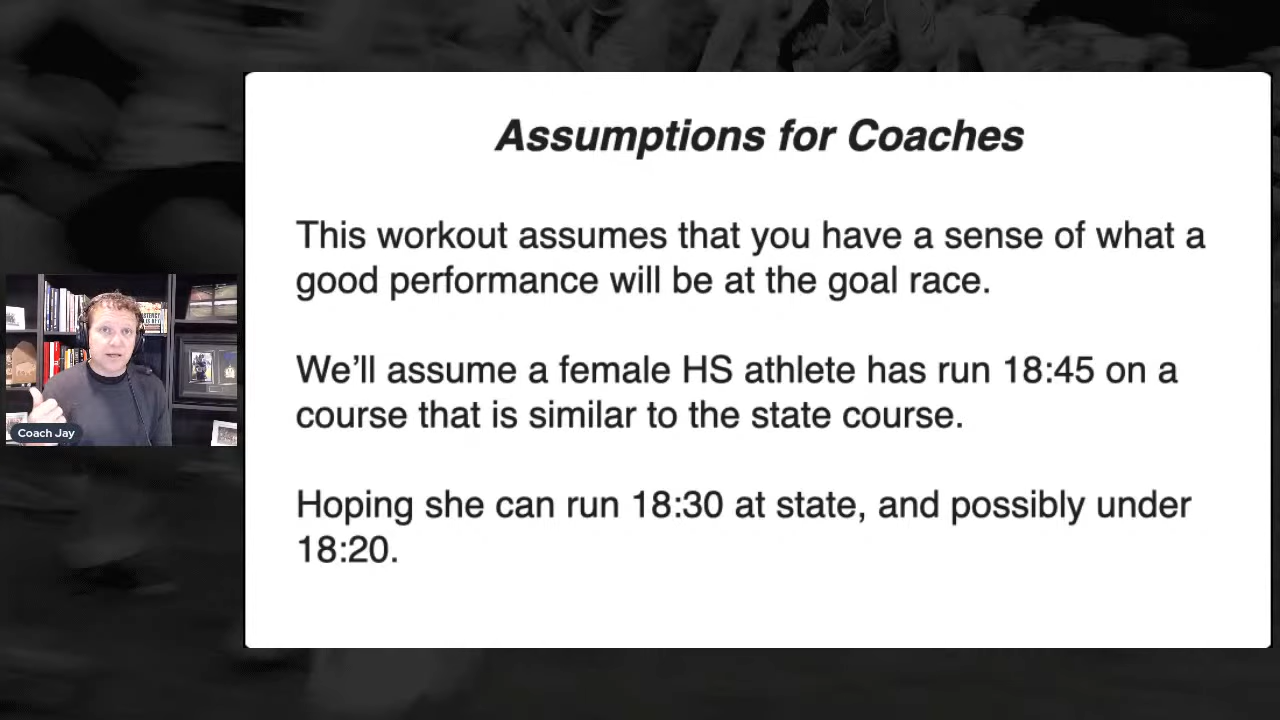 Assumptions for Coaches
This workout assumes that you have a sense of what a
good performance will be at the goal race.
We’ll assume a female HS athlete has run 18:45 on a
course that is similar to the state course.
Hoping she can run 18:30 at state, and possibly under
18:20.
Coach Jay